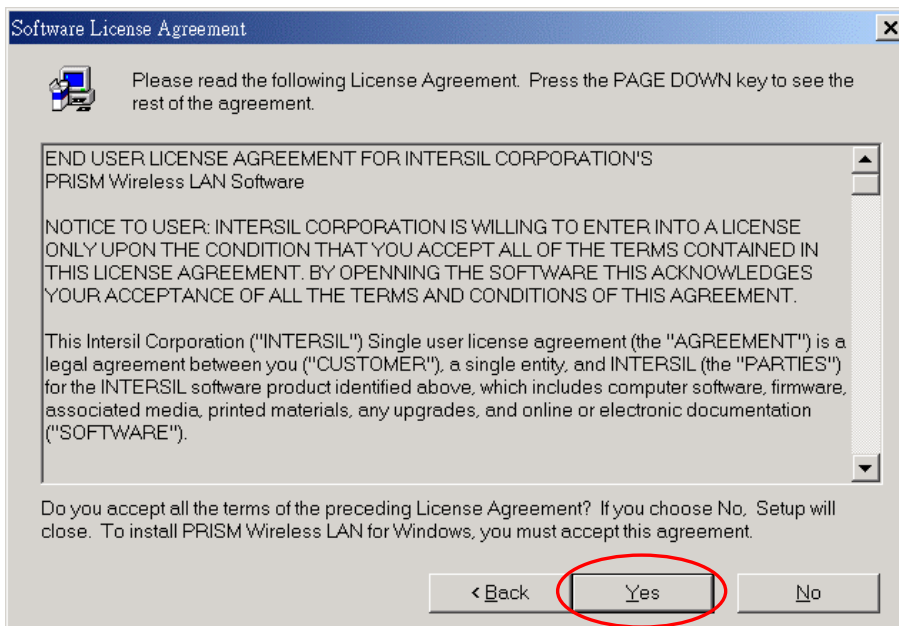 Software License Agreement
Please read the following License Agreement. Press the PAGE DOWN key to see the
rest of the agreement.
END USER LICENSE AGREEMENT FOR INTERSIL CORPORATION'S
PRISM Wireless LAN Software
NOTICE TO USER: INTERSIL CORPORATION IS WILLING TO ENTER INTO A LICENSE
ONLY UPON THE CONDITION THAT YOU ACCEPT ALL OF THE TERMS CONTAINED IN
THIS LICENSE AGREEMENT. BY OPENNING THE SOFTWARE THIS ACKNOWLEDGES
YOUR ACCEPTANCE OF ALL THE TERMS AND CONDITIONS OF THIS AGREEMENT.
This Intersil Corporation ("INTERSIL") Single user license agreement (the "AGREEMENT") is a
legal agreement between you ("CUSTOMER"), a single entity, and INTERSIL (the "PARTIES")
for the INTERSIL software product identified above, which includes computer software, firmware,
associated media, printed materials, any upgrades, and online or electronic documentation
("SOFTWARE").
Do you accept all the terms of the preceding License Agreement? If you choose No, Setup will
close. To install PRISM Wireless LAN for Windows, you must accept this agreement.
< Back
Yes
No